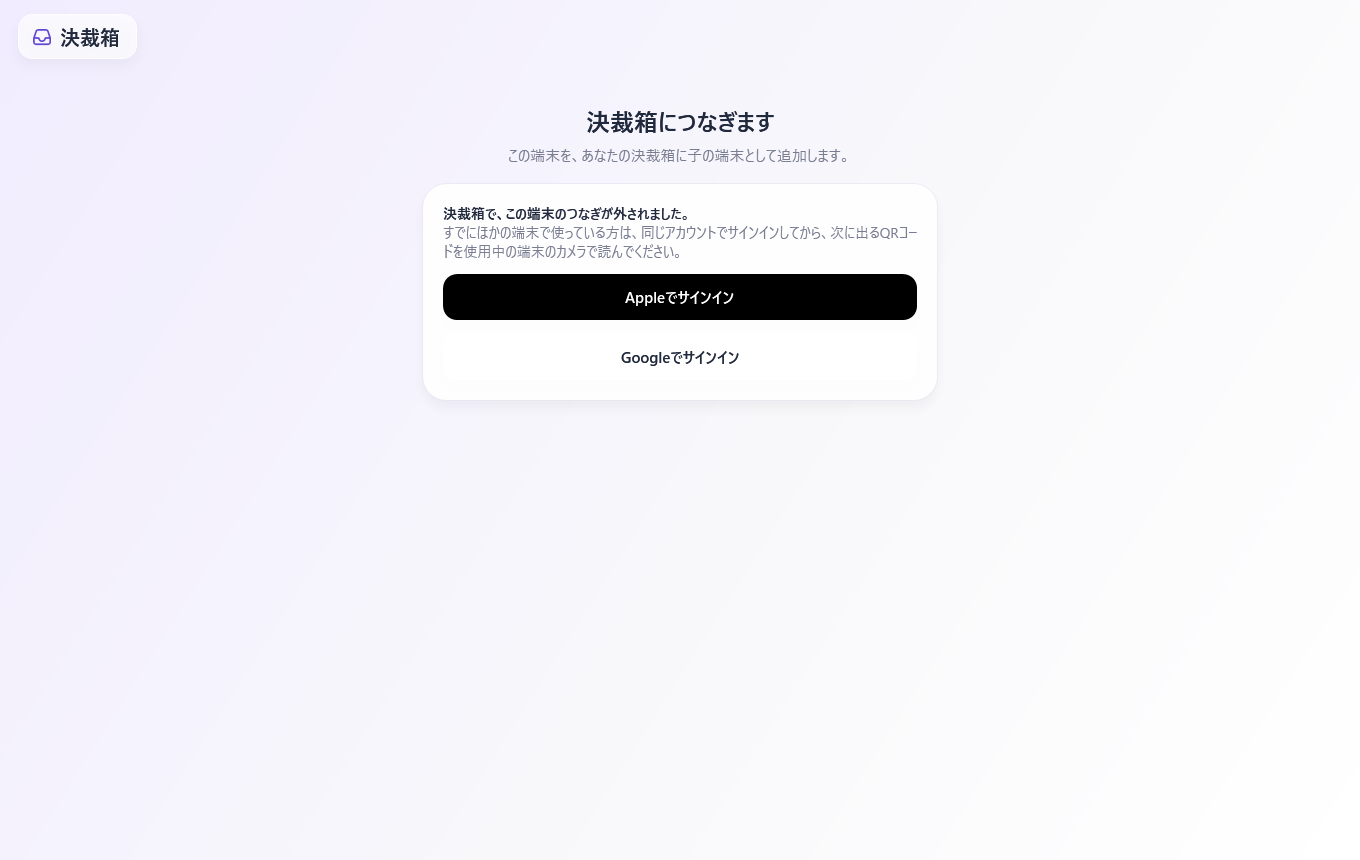 決裁箱
決裁箱につなぎます
この端末を、あなたの決裁箱に子の端末として追加します。
決裁箱で、この端末のつなぎが外されました。
すでにほかの端末で使っている方は、同じアカウントでサインインしてから、次に出るQRコー
ドを使用中の端末のカメラで読んでください。
Appleでサインイン
Googleでサインイン